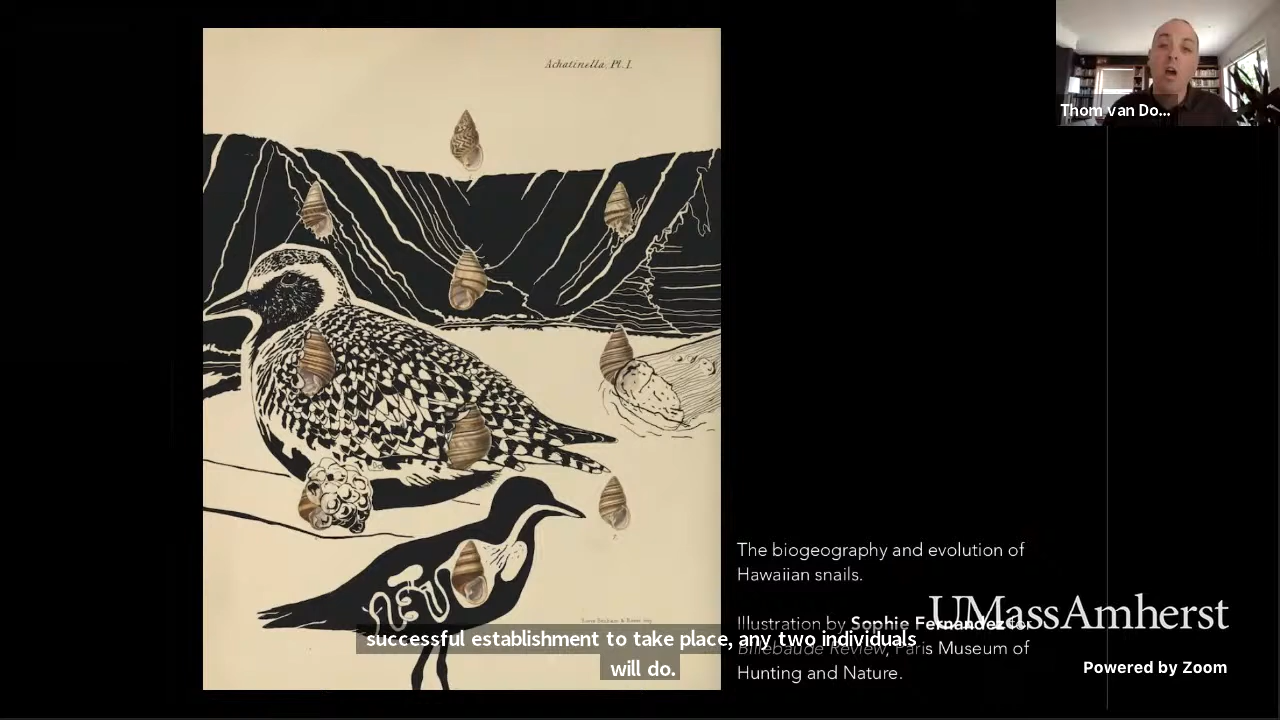 Achatinella, Pl. I.
Thom van Do...
The biogeography and evolution of
Hawaiian snails.
UMassAmherst
Illustration by Sophie Fernandez for
Billebaude Review, Paris Museum of
Hunting and Nature.
successful establishment to take place, any two individuals
will do.
Powered by Zoom